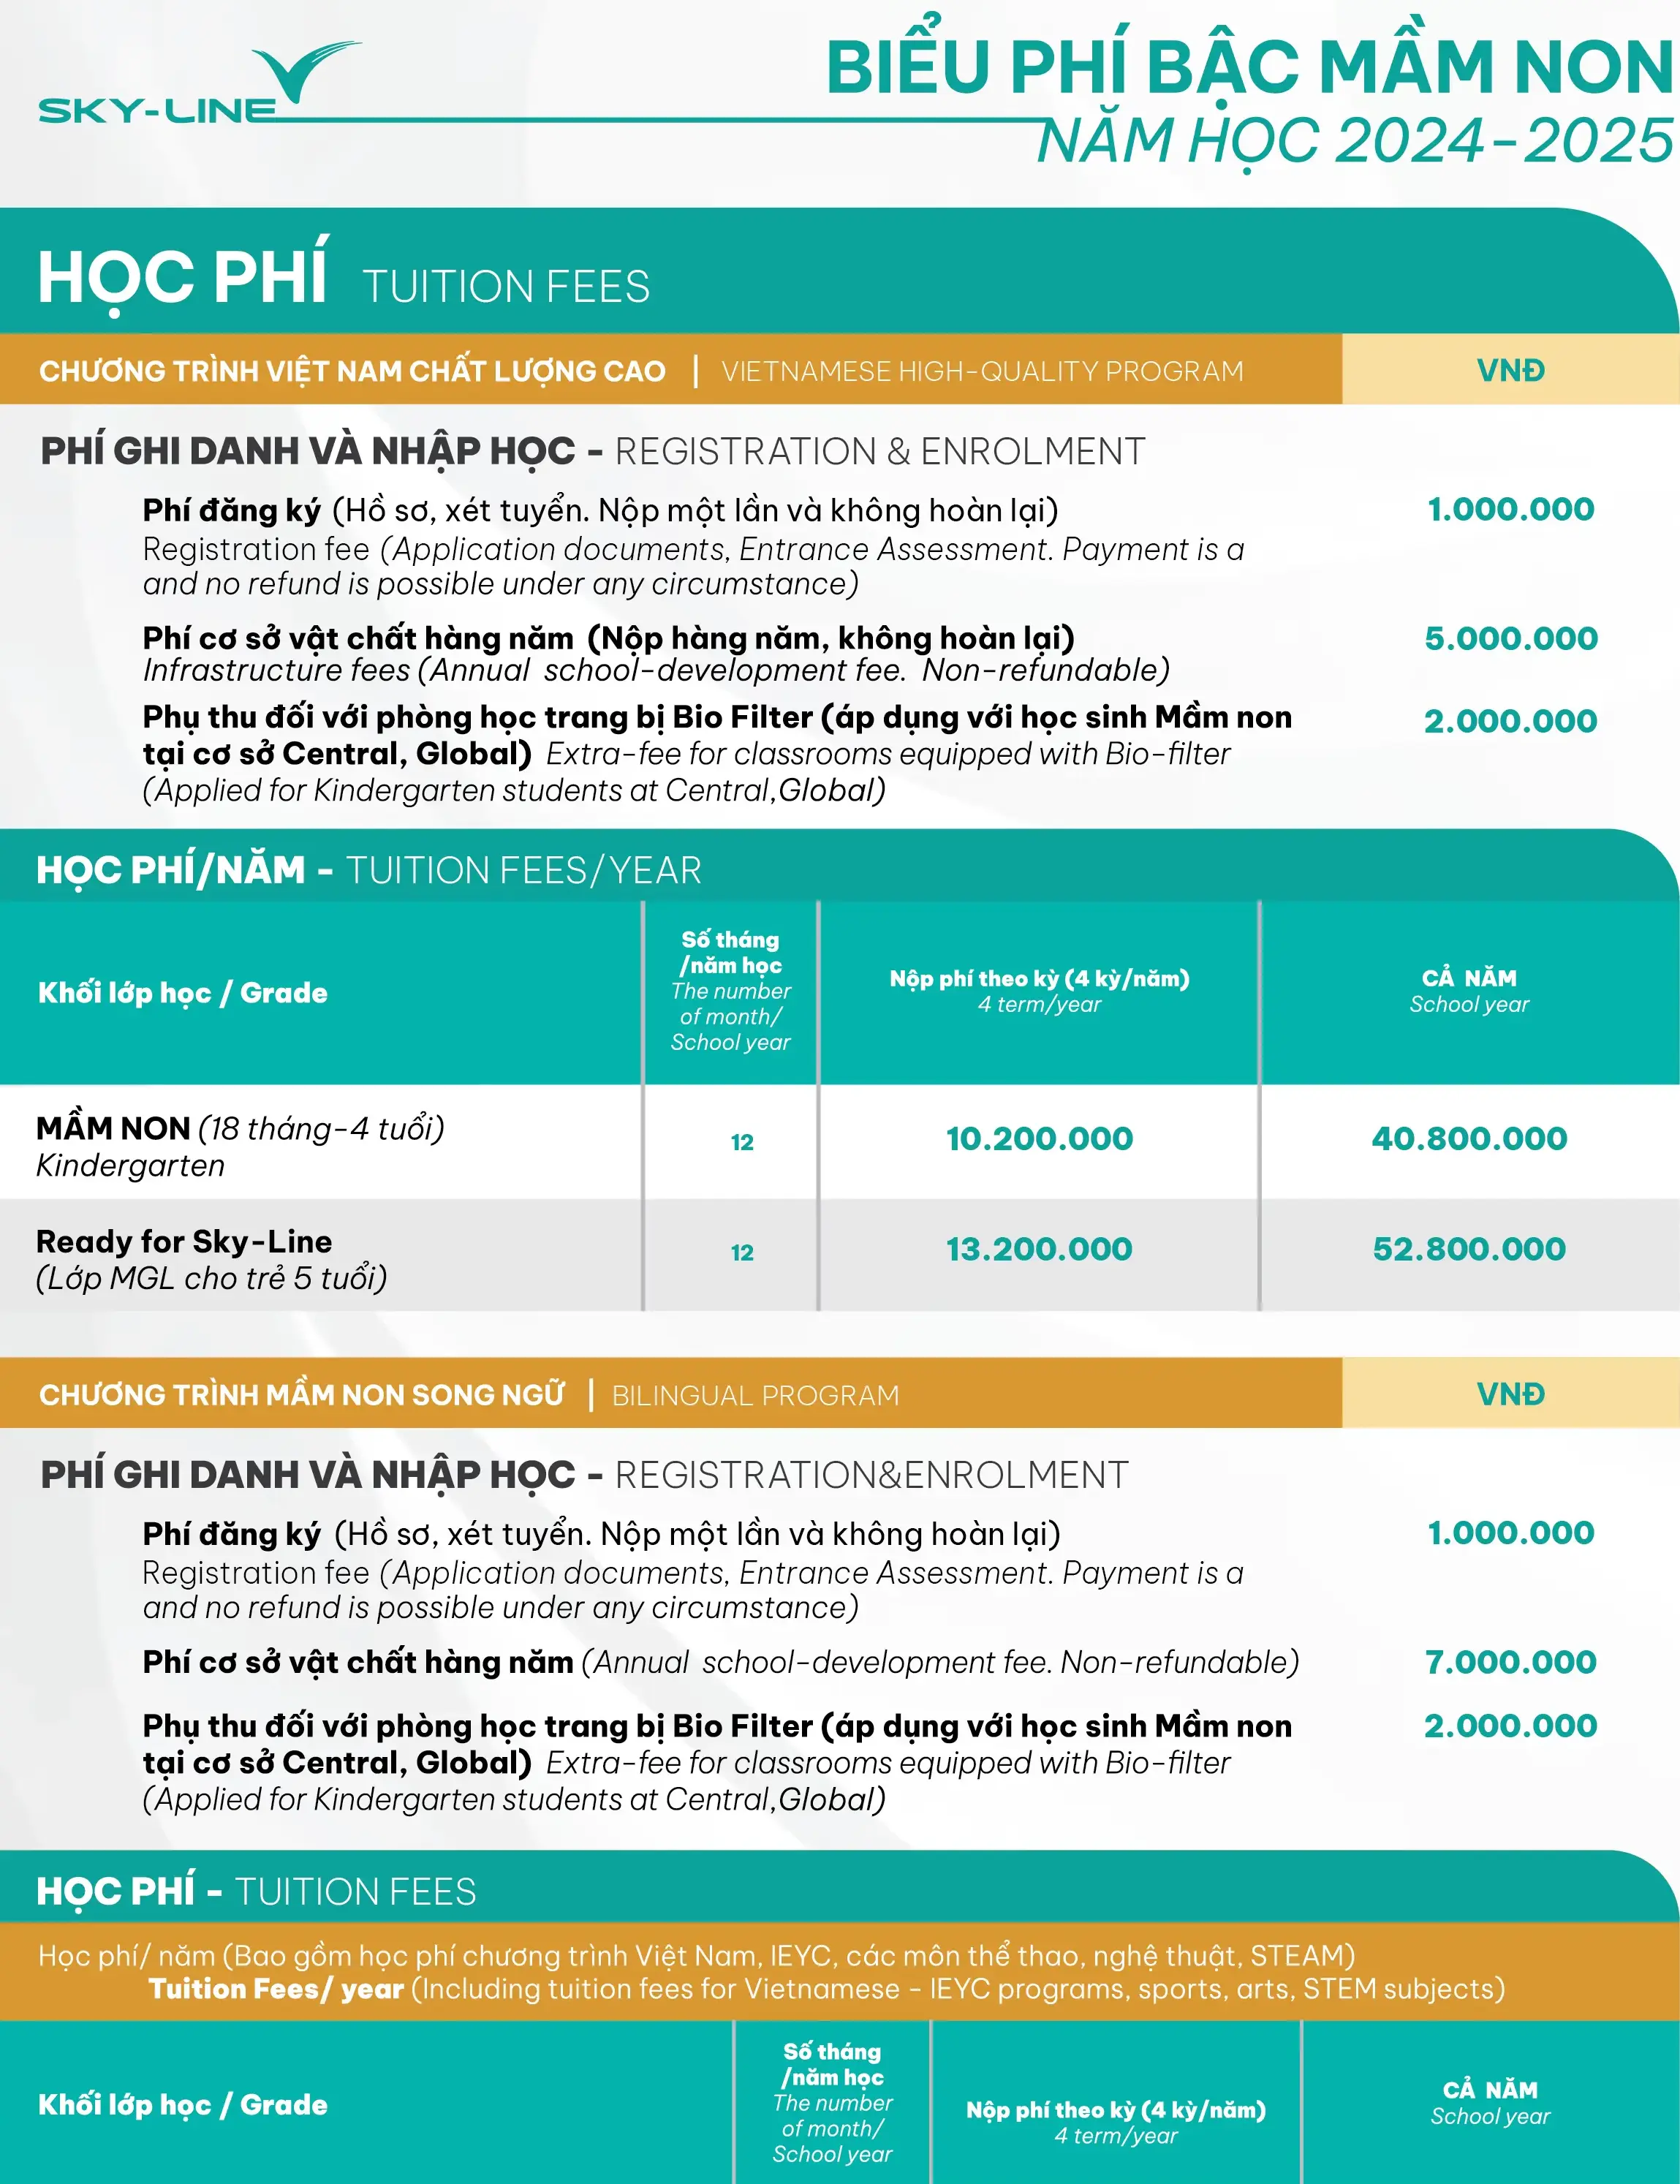 SKY-LINE
BIỂU PHÍ BẬC MẦM NON
NĂM HỌC 2024-2025
HỌC PHÍ TUITION FEES
CHƯƠNG TRÌNH VIỆT NAM CHẤT LƯỢNG CAO | VIETNAMESE HIGH-QUALITY PROGRAM VNĐ
PHÍ GHI DANH VÀ NHẬP HỌC - REGISTRATION & ENROLMENT
Phí đăng ký (Hồ sơ, xét tuyển. Nộp một lần và không hoàn lại) 1.000.000
Registration fee (Application documents, Entrance Assessment. Payment is a
and no refund is possible under any circumstance)
Phí cơ sở vật chất hàng năm (Nộp hàng năm, không hoàn lại) 5.000.000
Infrastructure fees (Annual school-development fee. Non-refundable)
Phụ thu đối với phòng học trang bị Bio Filter (áp dụng với học sinh Mầm non 2.000.000
tại cơ sở Central, Global) Extra-fee for classrooms equipped with Bio-filter
(Applied for Kindergarten students at Central,Global)
HỌC PHÍ/NĂM - TUITION FEES/YEAR
Khối lớp học / Grade
Số tháng
/năm học
The number
of month/
School year
Nộp phí theo kỳ (4 kỳ/năm)
4 term/year
CẢ NĂM
School year
MẦM NON (18 tháng-4 tuổi)
Kindergarten
12
10.200.000
40.800.000
Ready for Sky-Line
(Lớp MGL cho trẻ 5 tuổi)
12
13.200.000
52.800.000
CHƯƠNG TRÌNH MẦM NON SONG NGỮ | BILINGUAL PROGRAM VNĐ
PHÍ GHI DANH VÀ NHẬP HỌC - REGISTRATION&ENROLMENT
Phí đăng ký (Hồ sơ, xét tuyển. Nộp một lần và không hoàn lại) 1.000.000
Registration fee (Application documents, Entrance Assessment. Payment is a
and no refund is possible under any circumstance)
Phí cơ sở vật chất hàng năm (Annual school-development fee. Non-refundable) 7.000.000
Phụ thu đối với phòng học trang bị Bio Filter (áp dụng với học sinh Mầm non 2.000.000
tại cơ sở Central, Global) Extra-fee for classrooms equipped with Bio-filter
(Applied for Kindergarten students at Central,Global)
HỌC PHÍ - TUITION FEES
Học phí/ năm (Bao gồm học phí chương trình Việt Nam, IEYC, các môn thể thao, nghệ thuật, STEAM)
Tuition Fees/ year (Including tuition fees for Vietnamese - IEYC programs, sports, arts, STEM subjects)
Khối lớp học / Grade
Số tháng
/năm học
The number
of month/
School year
Nộp phí theo kỳ (4 kỳ/năm)
4 term/year
CẢ NĂM
School year